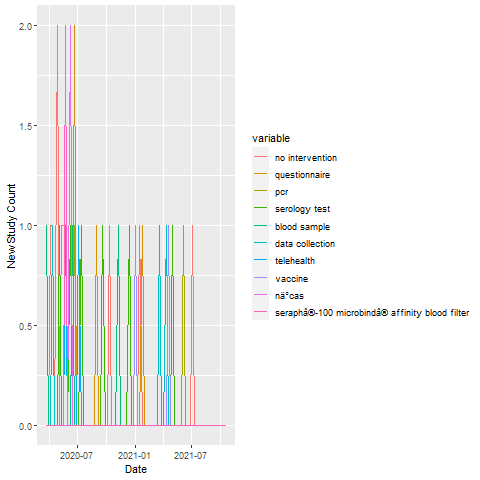 2.0
1.5
1.0
0.5
0.0
NewStudy Count
2020-07
2021-01
2021-07
Date
variable
no intervention
questionnaire
pcr
serology test
blood sample
data collection
telehealth
vaccine
nä°cas
seraphâ®-100 microbindâ® affinity blood filter